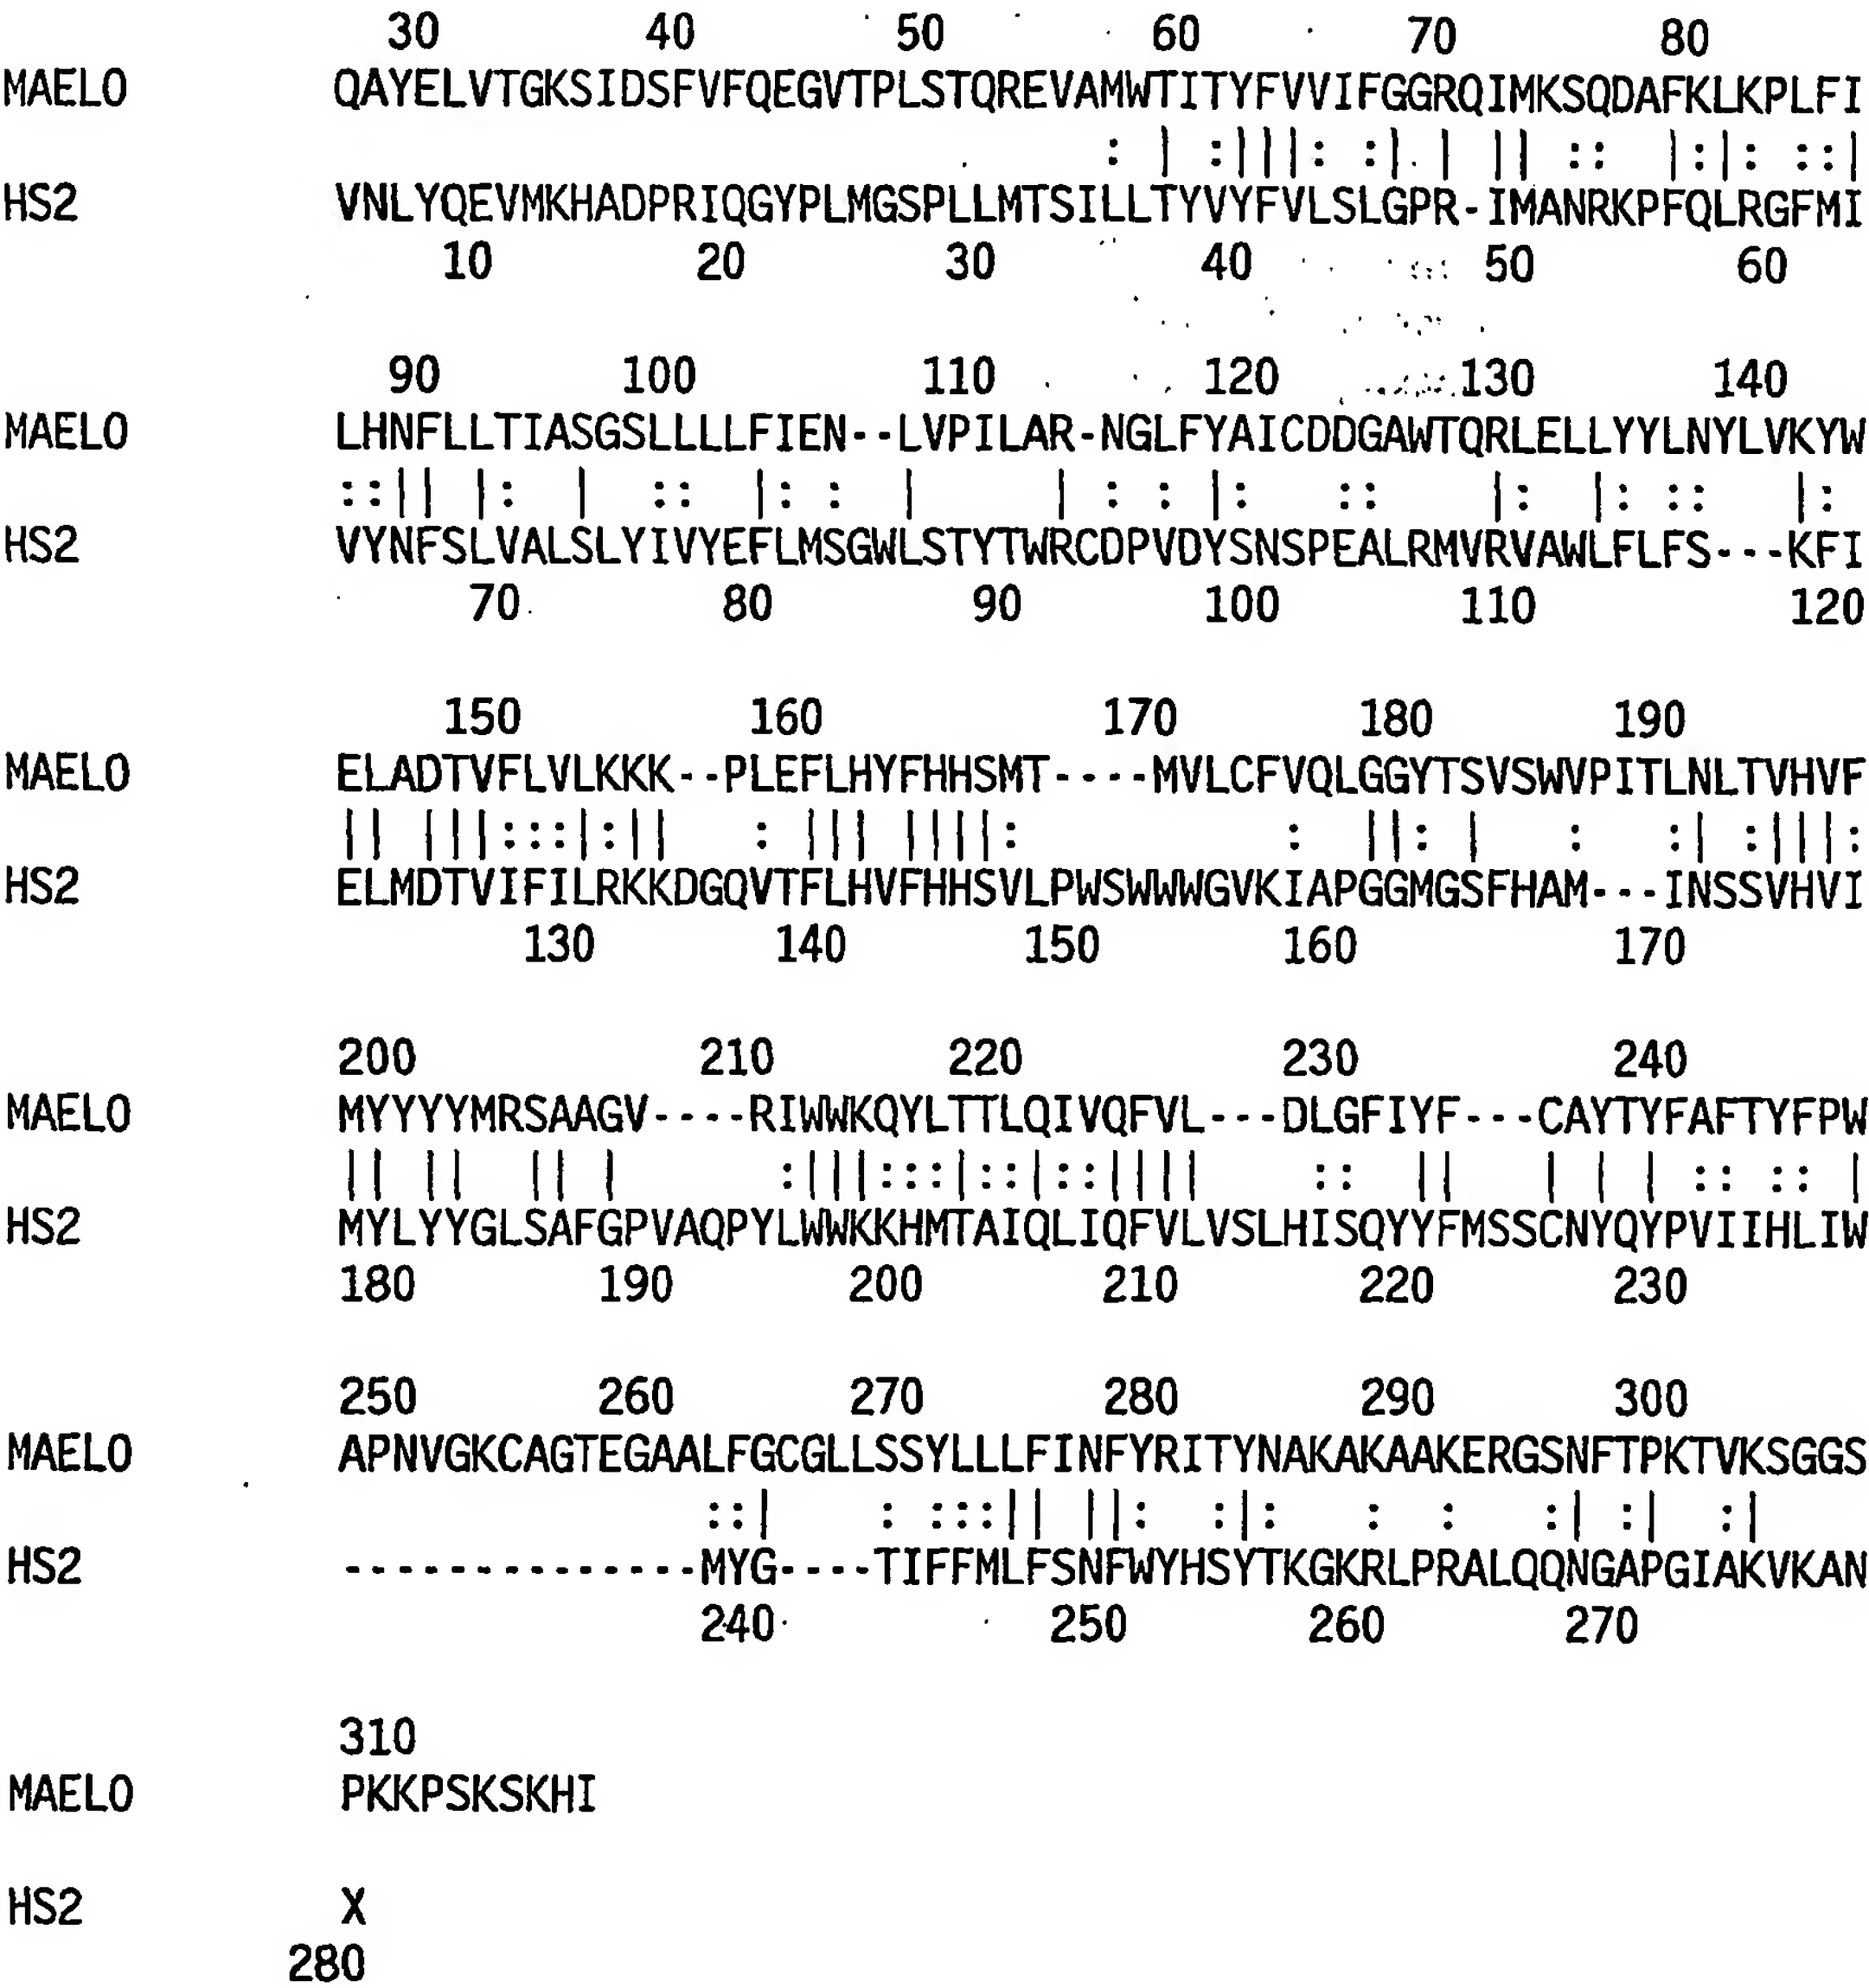 30 40 50 60 70 80
MAELO QAYELVTGKSIDSFVFQEGVTPLSTQREVAMWTITYFVVIFGGRQIMKSQDAFKLKPLFI
: | :|||: :|. | || :: |:|: ::|
HS2 VNLYQEVMKHADPRIQGYPLMGSPLLMTSILLTYVYFVLSLGPR-IMANRKPFQLRGFMI
10 20 30 40 50 60
90 100 110 120 130 140
MAELO LHNFLLTIASGSLLLLFIEN--LVPILAR-NGLFYAICDDGAWTQRLELLYYLNYLVKYW
::|| |: | :: |: : | | : : |: :: |: |: :: |:
HS2 VYNFSLVALSLYIVYEFLMSGWLSTYTWRCDPVDYSNSPEALRMVRVAWLFLFS---KFI
70 80 90 100 110 120
150 160 170 180 190
MAELO ELADTVFLVLKKK--PLEFLHYFHHSMT----MVLCFVQLGGYTSVSWVPITLNLTVHVF
|| |||:::|:|| : ||| ||||: : ||: | : :| :|||:
HS2 ELMDTVIFILRKKDGQVTFLHVFHHSVLPWSWWWGVKIAPGGMGSFHAM---INSSVHVI
130 140 150 160 170
200 210 220 230 240
MAELO MYYYYMRSAAGV----RIWWKQYLTTLQIVQFVL---DLGFIYF---CAYTYFAFTYFPW
|| || || | :|||:::|::|::|||| :: || | | | :: :: |
HS2 MYLYYGLSAFGPVAQPYLWWKKHMTAIQLIQFVLVSLHISQYYFMSSCNYQYPVIIHLIW
180 190 200 210 220 230
250 260 270 280 290 300
MAELO APNVGKCAGTEGAALFGCGLLSSYLLLFINFYRITYNAKAKAAKERGSNFTPKTVKSGGS
::| : :::|| ||: :|: : : :| :| :|
HS2 --------------MYG----TIFFMLFSNFWYHSYTKGKRLPRALQQNGAPGIAKVKAN
240 250 260 270
310
MAELO PKKPSKSKHI
HS2 X
280